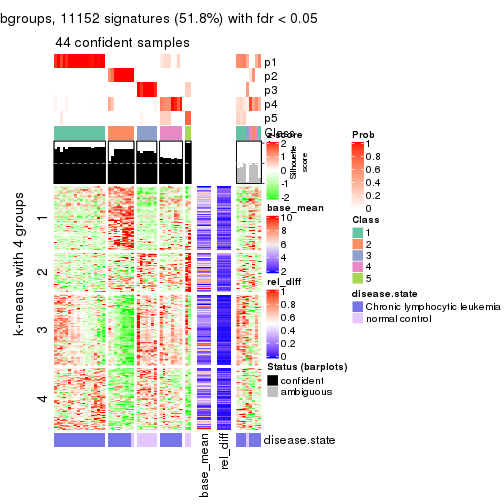 bgroups, 11152 signatures (51.8%) with fdr < 0.05
44 confident samples
p1
p2
p3
p4
p5
Class
Silhouette
score
k-means with 4 groups
1
2
3
4
base_mean
rel_diff
disease.state
z-score
2
1
0
-1
-2
base_mean
10
8
6
4
2
rel_diff
1
0.8
0.6
0.4
0.2
0
Status (barplots)
confident
ambiguous
Prob
1
0.8
0.6
0.4
0.2
0
Class
1
2
3
4
5
disease.state
Chronic lymphocytic leukemia
normal control